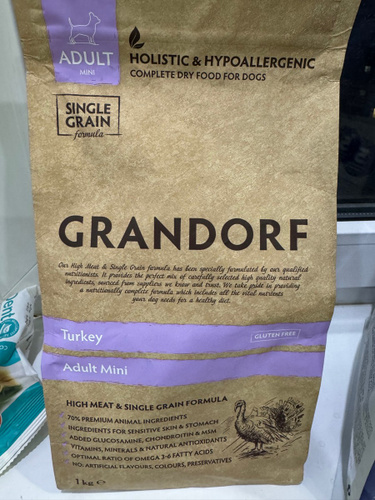 ADULT
MINI
HOLISTIC & HYPOALLERGENIC
COMPLETE DRY FOOD FOR DOGS
SINGLE
GRAIN
formula
GRANDORF
Our High Meat & Single Grain formula has been specially formulated by our qualified
nutritionists. It provides the perfect mix of carefully selected high quality natural
ingredients, sourced from suppliers we know and trust. We take pride in providing
a nutritionally complete formula which includes all the vital nutrients
your dog needs for a healthy diet.
Turkey
GLUTEN FREE
Adult Mini
HIGH MEAT & SINGLE GRAIN FORMULA
70% PREMIUM ANIMAL INGREDIENTS
INGREDIENTS FOR SENSITIVE SKIN & STOMACH
ADDED GLUCOSAMINE, CHONDROITIN & MSM
VITAMINS, MINERALS & NATURAL ANTIOXIDANTS
OPTIMAL RATIO OF OMEGA 3-6 FATTY ACIDS
NO: ARTIFICIAL FLAVOURS, COLOURS, PRESERVATIVES
1 kg e